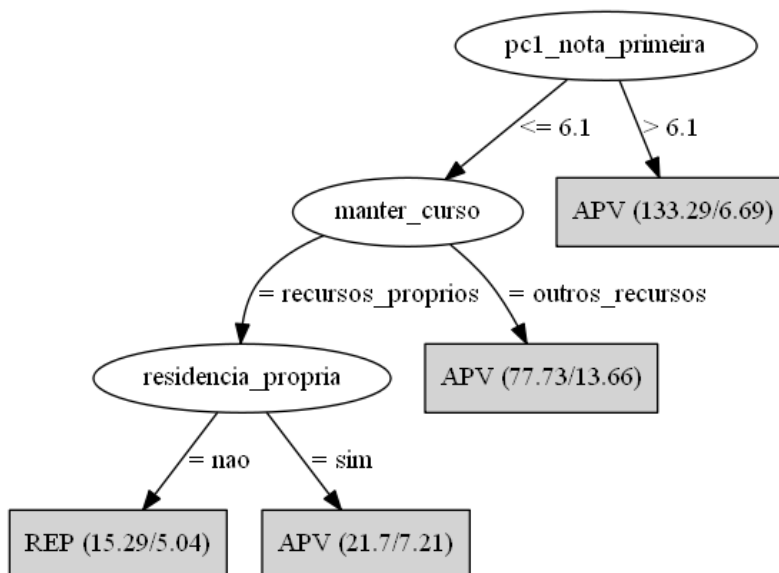 pc1_nota_primeira
<= 6.1
> 6.1
manter_curso
APV (133.29/6.69)
= recursos_proprios
= outros_recursos
residencia_propria
APV (77.73/13.66)
= nao
= sim
REP (15.29/5.04)
APV (21.7/7.21)